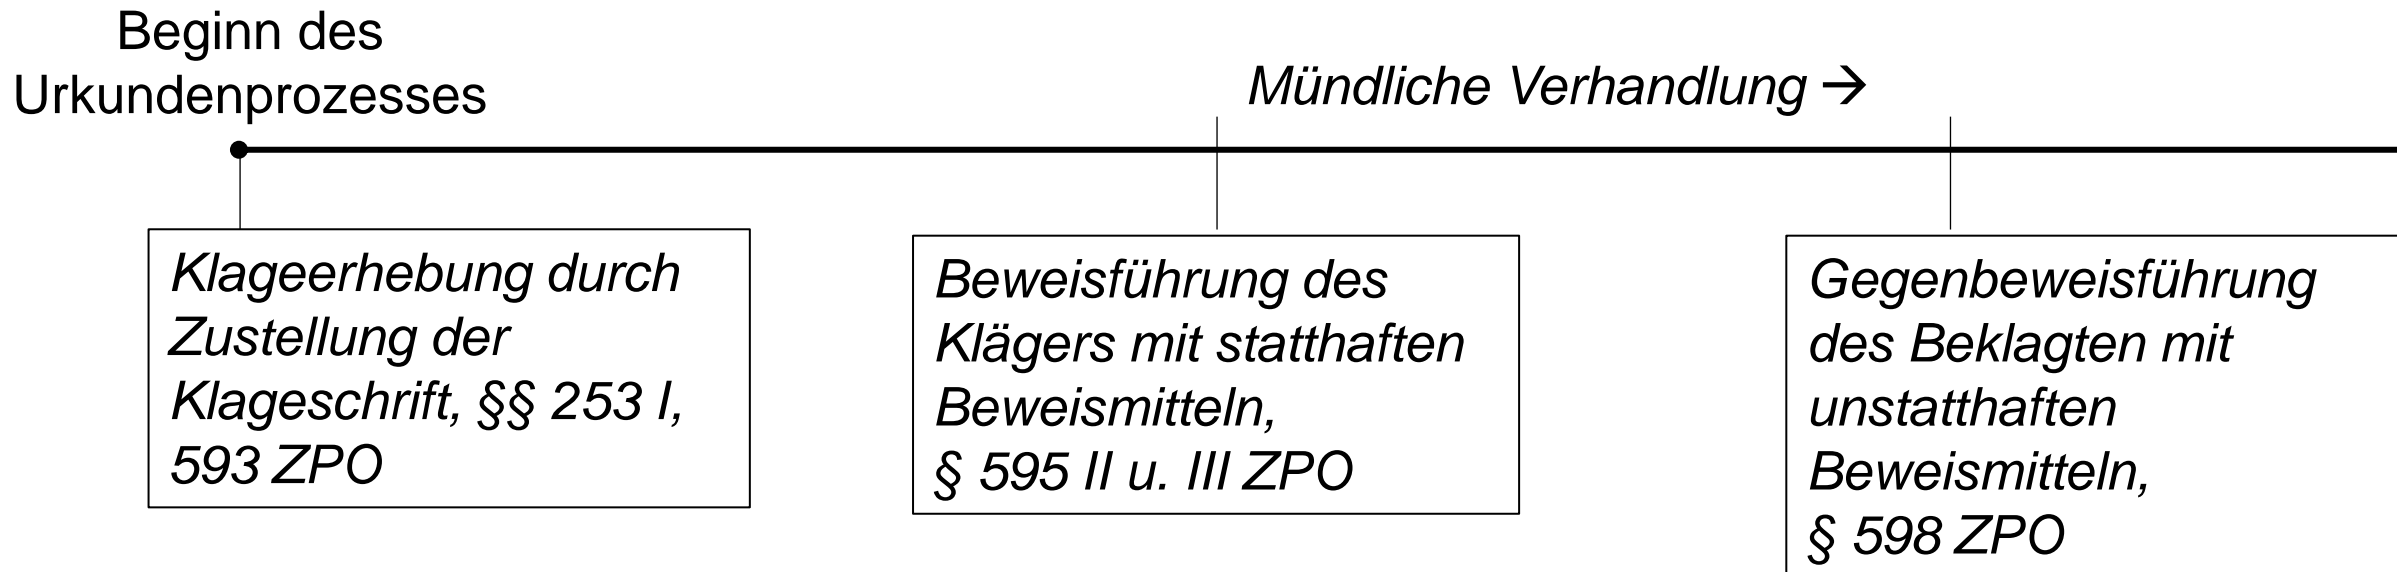 Beginn des
Urkundenprozesses
Mündliche Verhandlung →
Klageerhebung durch
Zustellung der
Klageschrift, §§ 253 I,
593 ZPO
Beweisführung des
Klägers mit statthaften
Beweismitteln,
§ 595 II u. III ZPO
Gegenbeweisführung
des Beklagten mit
unstatthaften
Beweismitteln,
§ 598 ZPO